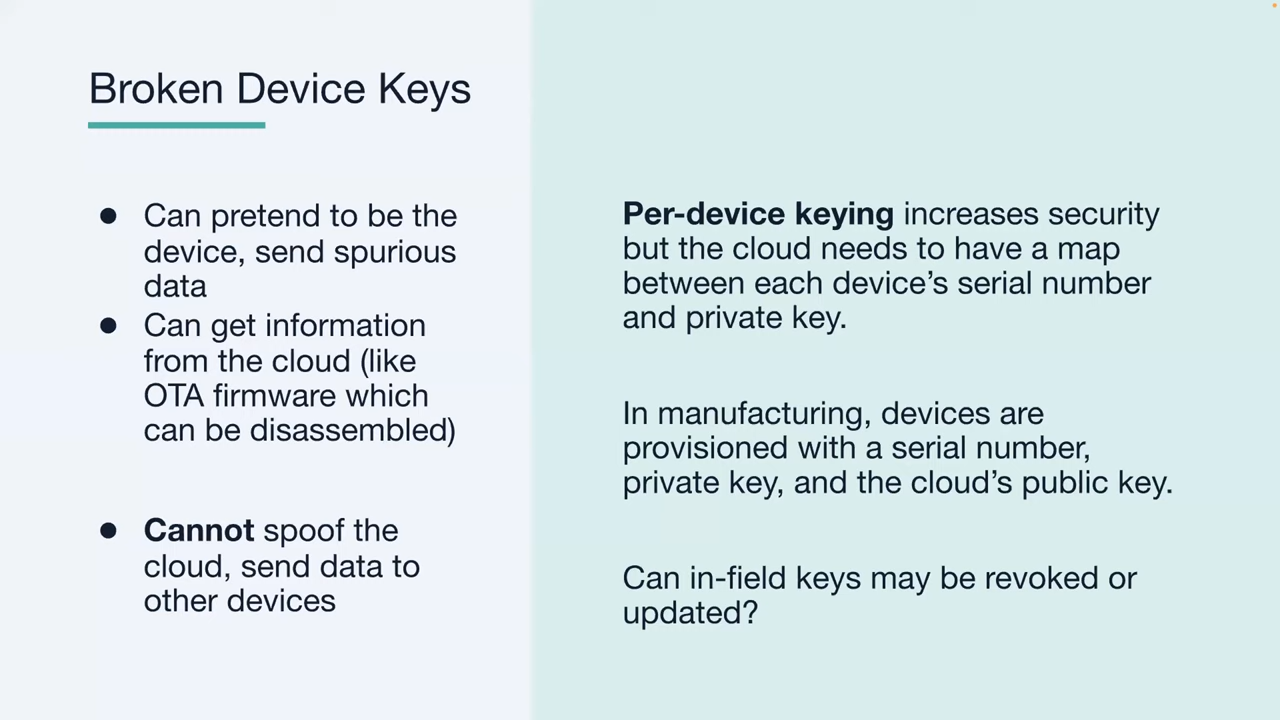 Broken Device Keys
● Can pretend to be the
device, send spurious
data
● Can get information
from the cloud (like
OTA firmware which
can be disassembled)
● Cannot spoof the
cloud, send data to
other devices
Per-device keying increases security
but the cloud needs to have a map
between each device’s serial number
and private key.
In manufacturing, devices are
provisioned with a serial number,
private key, and the cloud’s public key.
Can in-field keys may be revoked or
updated?